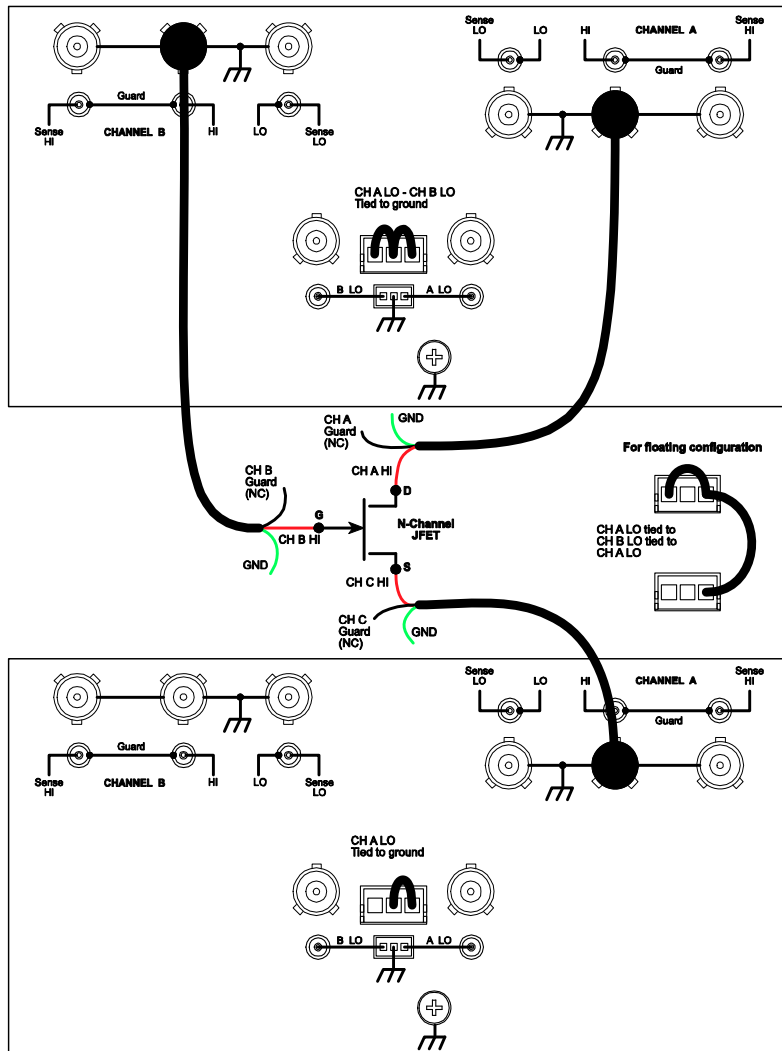 Sense
LO
LO
HI
CHANNEL A
Sense
HI
Guard
Guard
Sense
HI
CHANNEL B
HI
LO
Sense
LO
CH A LO - CH B LO
Tied to ground
B LO
A LO
CH A
Guard
(NC)
GND
CH A HI
For floating configuration
CH B
Guard
(NC)
G
D
CH B HI
GND
N-Channel
JFET
CH A LO tied to
CH B LO tied to
CH A LO
S
CH C HI
CH C
Guard
(NC)
GND
Sense
LO
LO
HI
CHANNEL A
Sense
HI
Guard
Guard
Sense
HI
CHANNEL B
HI
LO
Sense
LO
CH A LO
Tied to ground
B LO
A LO